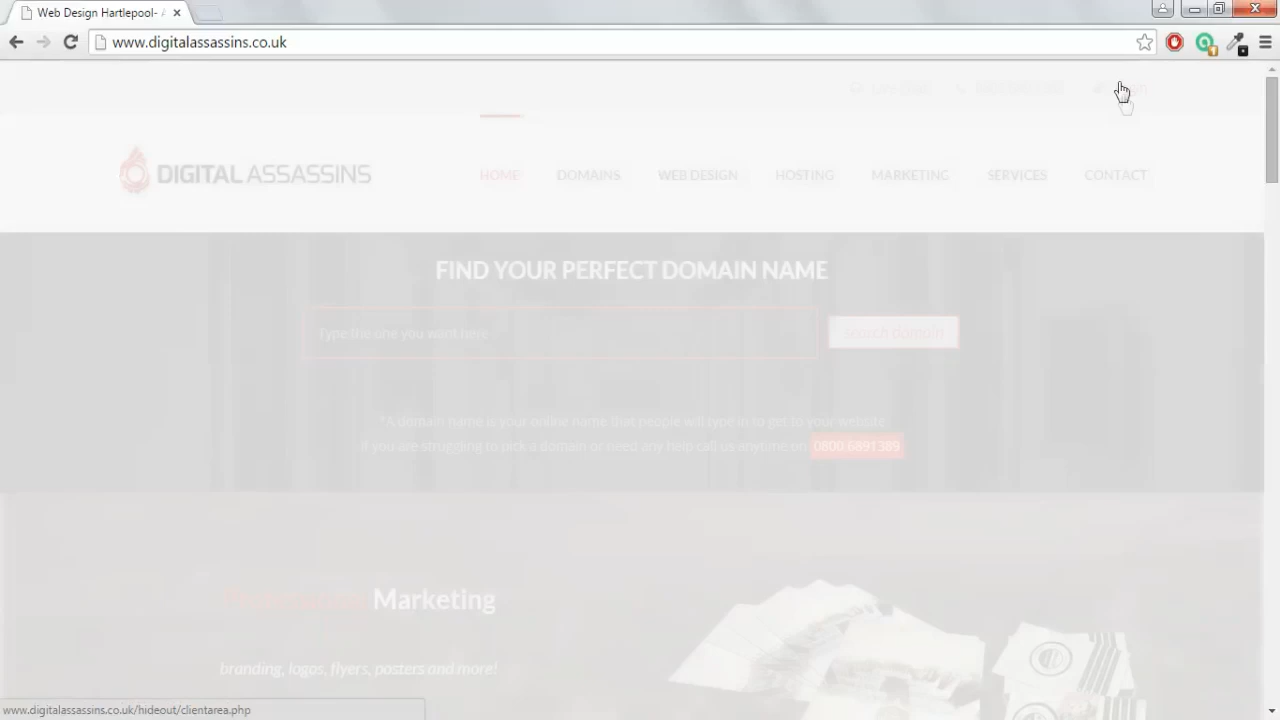 Web Design Hartlepool- A
www.digitalassassins.co.uk
Live Chat
DIGITAL ASSASSINS
HOME DOMAINS WEB DESIGN HOSTING MARKETING SERVICES CONTACT
FIND YOUR PERFECT DOMAIN NAME
Type the one you want here
search domain
*A domain name is your online name that people will type in to get to your website
If you are struggling to pick a domain or need any help call us anytime on 0800 6891389
Marketing
branding, logos, flyers, posters and more!
www.digitalassassins.co.uk/hideout/clientarea.php